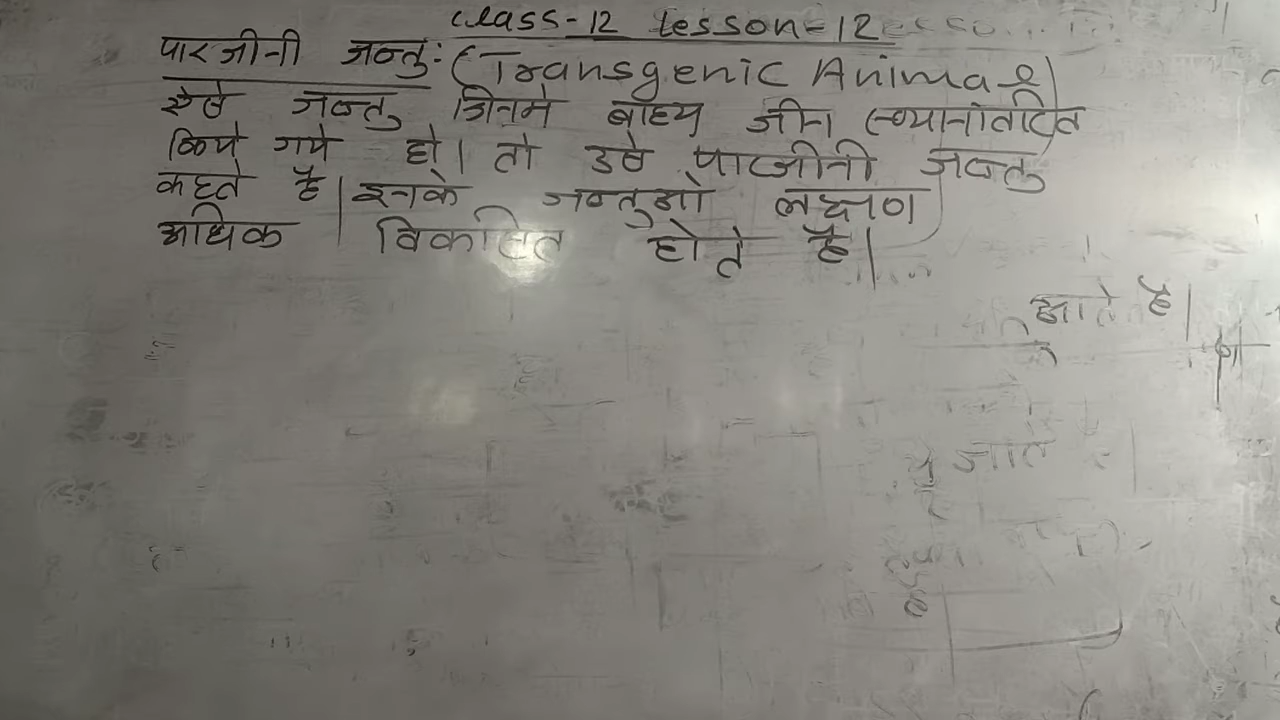 class-12 lesson-12
पारजीनी जन्तु:- (Transgenic Animal)
ऐसे जन्तु जिनमे बाह्य जीन स्थानांतरित
किये गये हो। तो उसे पारजीनी जन्तु
कहते है। इनके जन्तुओ लक्षण
अधिक विकसित होते है।
आते है।
जाते